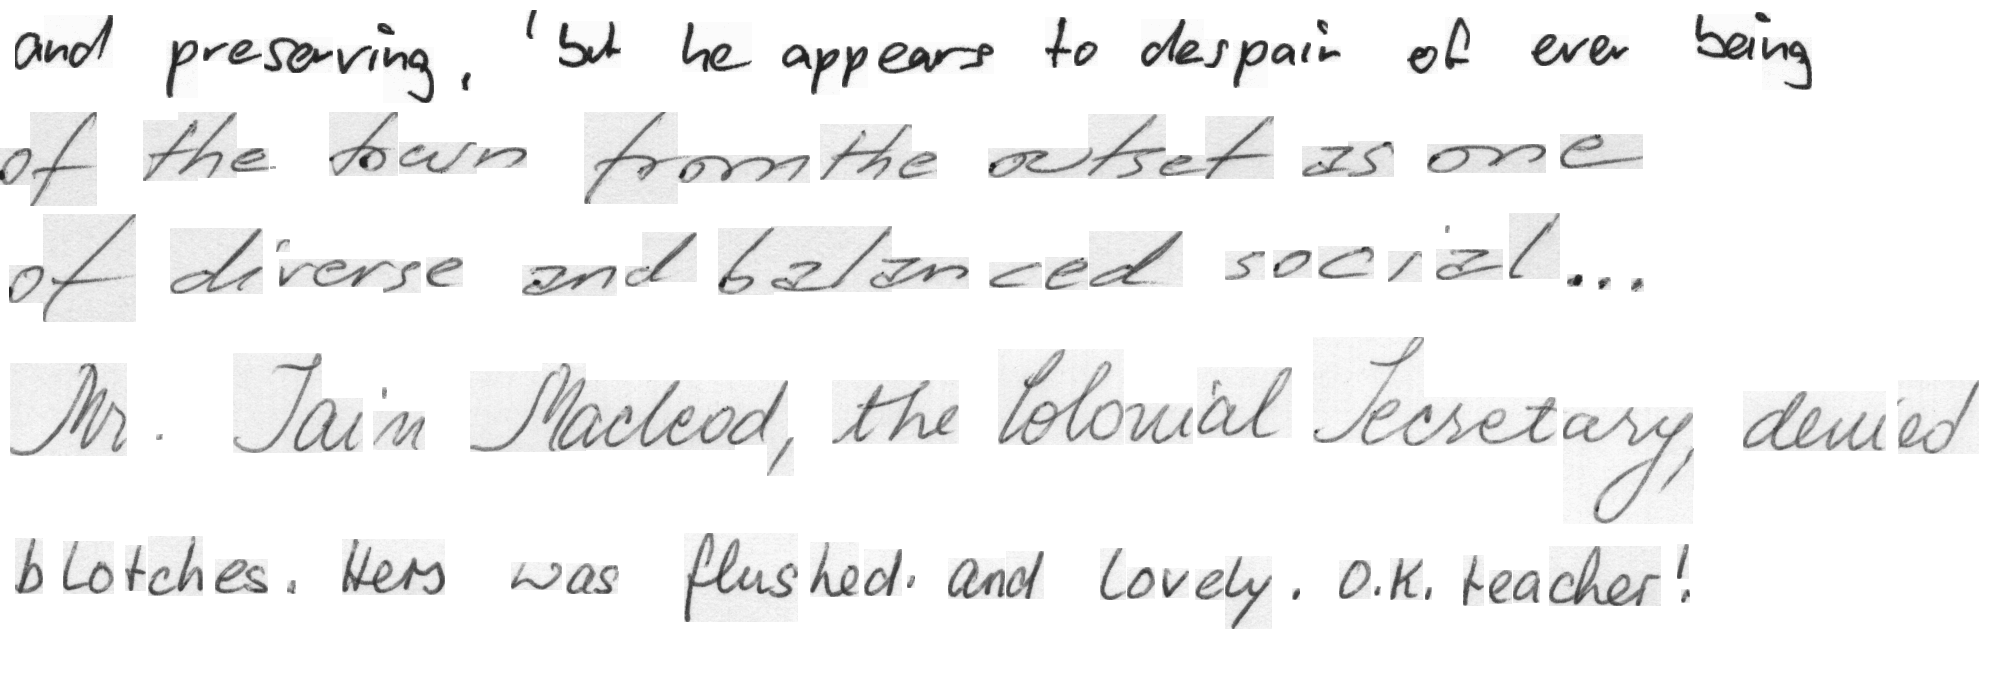 and preserving, 'but he appears to despair of ever being
of the town from the outset as one
of diverse and balanced social...
Mr. Iain Macleod, the Colonial Secretary, denied
blotches. Hers was flushed. and lovely. O.K. teacher!